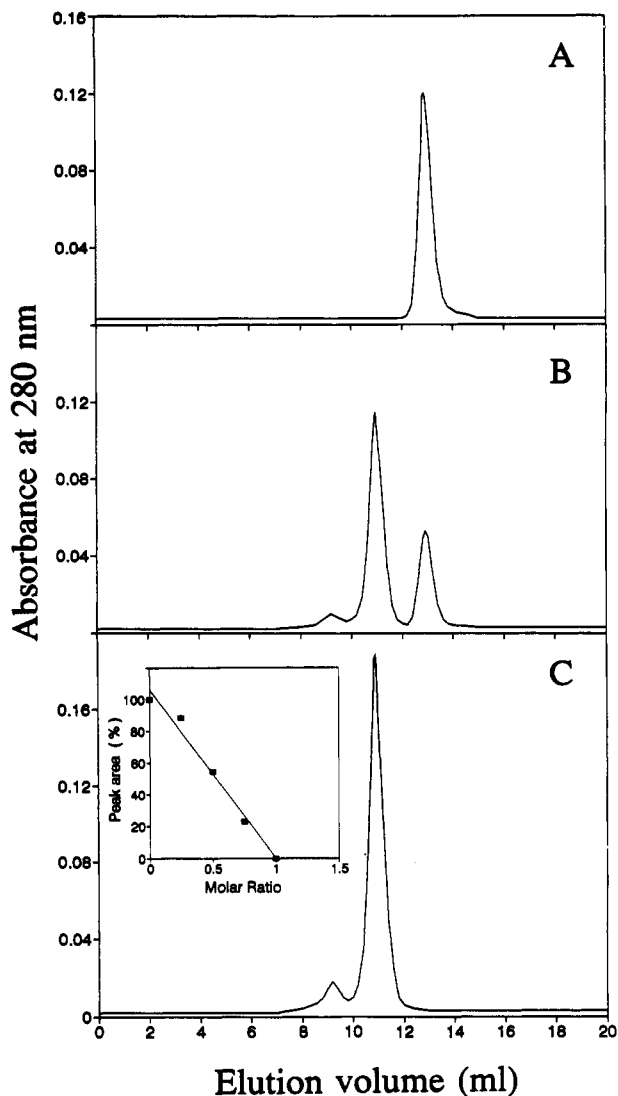 0.16
A
0.12
0.08
0.04
B
0.12
0.08
0.04
Absorbance at 280 nm
C
0.16
0.12
0.08
0.04
0
100
80
60
40
20
0
Peak area (%)
0 0.5 1 1.5
Molar Ratio
0 2 4 6 8 10 12 14 16 18 20
Elution volume (ml)